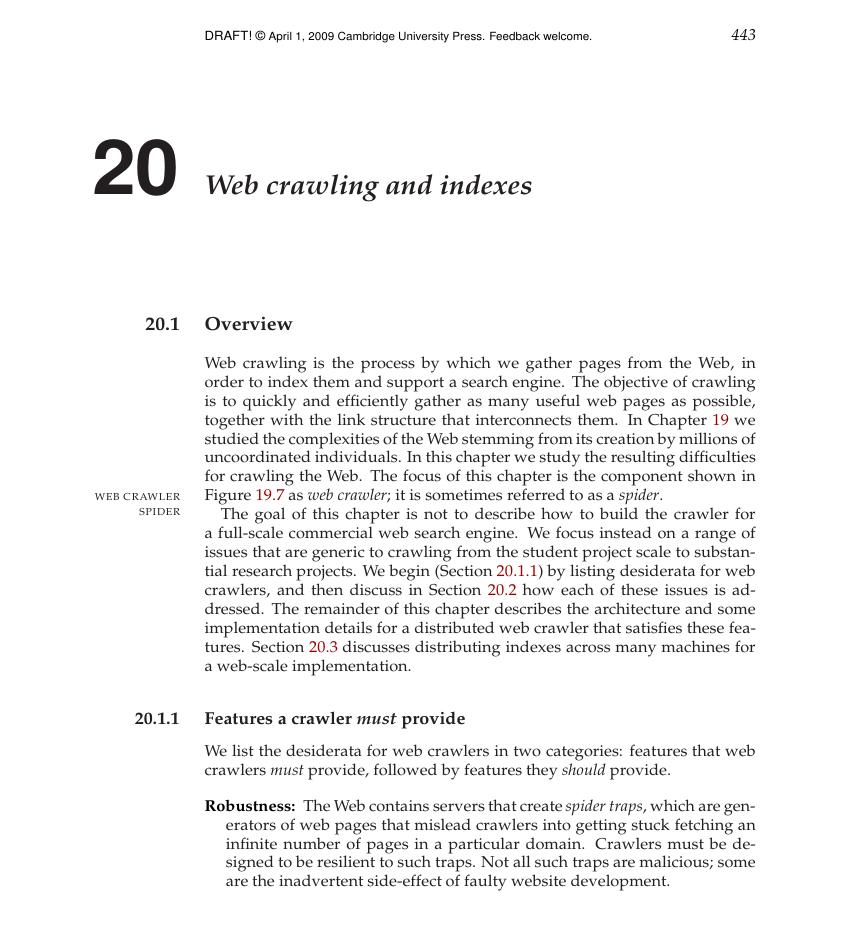 DRAFT! © April 1, 2009 Cambridge University Press. Feedback welcome. 443
20 Web crawling and indexes
20.1 Overview
Web crawling is the process by which we gather pages from the Web, in
order to index them and support a search engine. The objective of crawling
is to quickly and efficiently gather as many useful web pages as possible,
together with the link structure that interconnects them. In Chapter 19 we
studied the complexities of the Web stemming from its creation by millions of
uncoordinated individuals. In this chapter we study the resulting difficulties
for crawling the Web. The focus of this chapter is the component shown in
WEB CRAWLER Figure 19.7 as web crawler; it is sometimes referred to as a spider.
SPIDER The goal of this chapter is not to describe how to build the crawler for
a full-scale commercial web search engine. We focus instead on a range of
issues that are generic to crawling from the student project scale to substan-
tial research projects. We begin (Section 20.1.1) by listing desiderata for web
crawlers, and then discuss in Section 20.2 how each of these issues is ad-
dressed. The remainder of this chapter describes the architecture and some
implementation details for a distributed web crawler that satisfies these fea-
tures. Section 20.3 discusses distributing indexes across many machines for
a web-scale implementation.
20.1.1 Features a crawler must provide
We list the desiderata for web crawlers in two categories: features that web
crawlers must provide, followed by features they should provide.
Robustness: The Web contains servers that create spider traps, which are gen-
erators of web pages that mislead crawlers into getting stuck fetching an
infinite number of pages in a particular domain. Crawlers must be de-
signed to be resilient to such traps. Not all such traps are malicious; some
are the inadvertent side-effect of faulty website development.